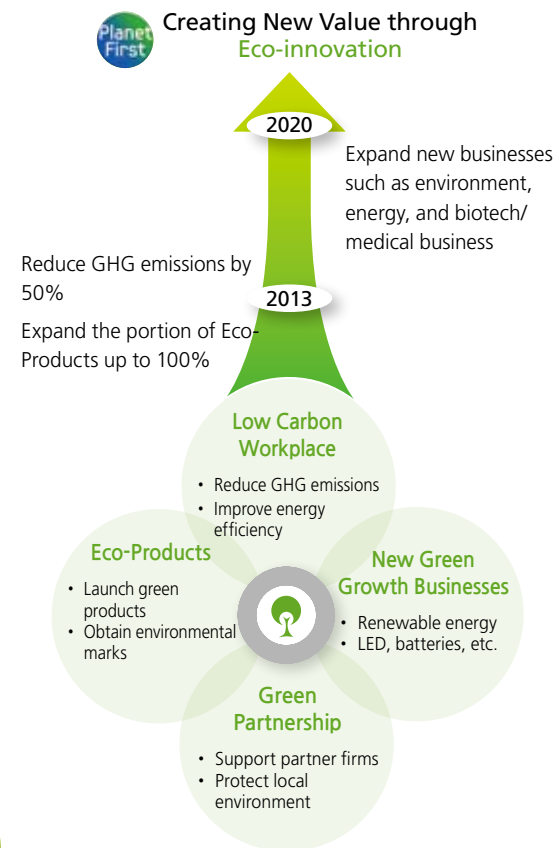 Planet
First
Creating New Value through
Eco-innovation
2020
Expand new businesses
such as environment,
energy, and biotech/
medical business
Reduce GHG emissions by
50%
2013
Expand the portion of Eco-
Products up to 100%
Low Carbon
Workplace
• Reduce GHG emissions
• Improve energy
efficiency
Eco-Products
• Launch green
products
• Obtain environmental
marks
New Green
Growth Businesses
• Renewable energy
• LED, batteries, etc.
Green
Partnership
• Support partner firms
• Protect local
environment